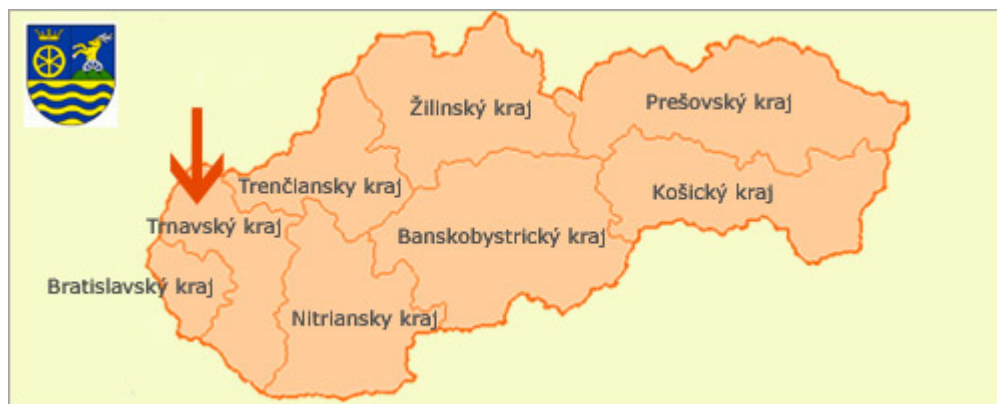 Žilinský kraj
Prešovský kraj
Trenčiansky kraj
Košický kraj
Trnavský kraj
Banskobystrický kraj
Bratislavský kraj
Nitriansky kraj